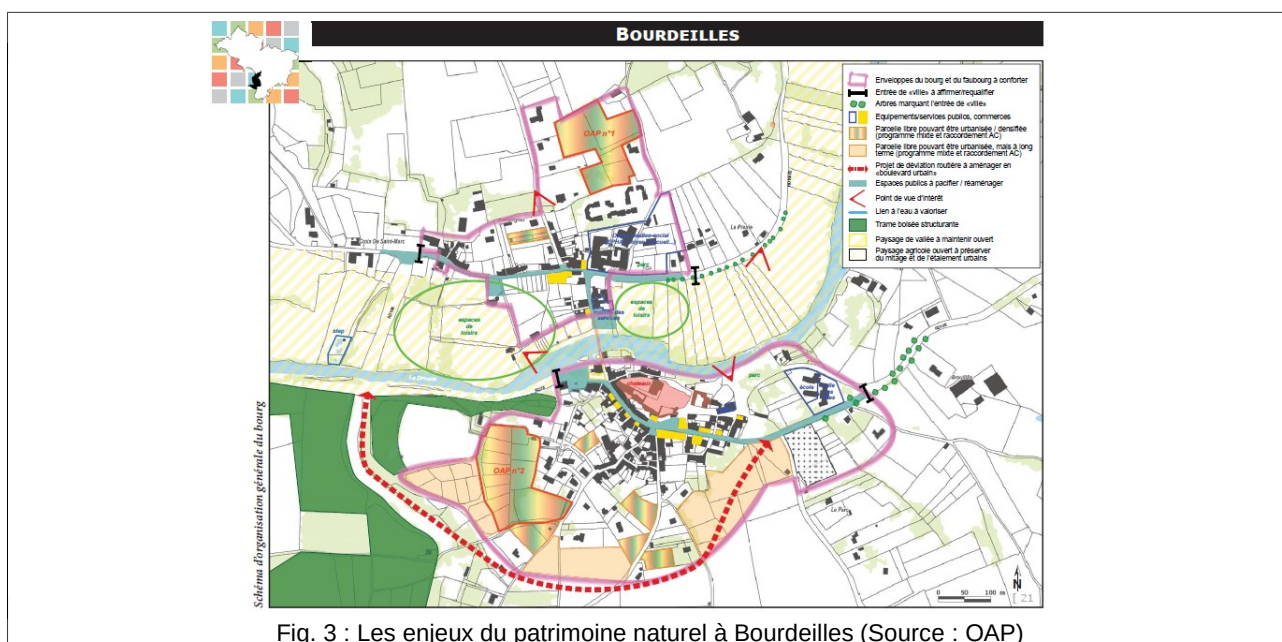 BOURDEILLES
Enveloppes du bourg et du faubourg à conforter
Entrée de «ville» à affirmer/requalifier
Arbres marquant l'entrée de «ville»
Equipements/services publics, commerces
Parcelle libre pouvant être urbanisée / densifiée
(programme mixte et raccordement AC)
Parcelle libre pouvant être urbanisée, mais à long
terme (programme mixte et raccordement AC)
Projet de déviation routière à aménager en
«boulevard urbain»
Espaces publics à pacifier / réaménager
Point de vue d'intérêt
Lien à l'eau à valoriser
Trame boisée structurante
Paysage de vallée à maintenir ouvert
Paysage agricole ouvert à préserver
du mitage et de l'étalement urbains
OAP n°1
Croix De Saint-Marc
La Prairie
espaces
de
loisirs
espaces
de
loisirs
step
chateaux
parc
école
OAP n°2
Le Parc
N
0 50 100 m
[ 21
Schéma d'organisation générale du bourg
Fig. 3 : Les enjeux du patrimoine naturel à Bourdeilles (Source : OAP)